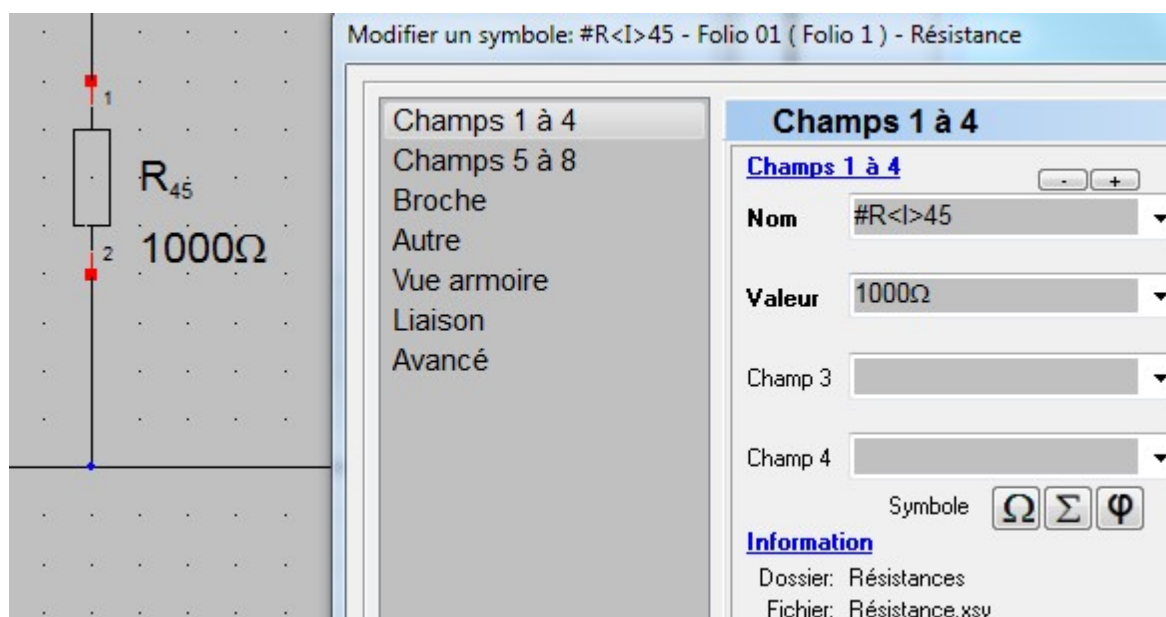 1
R45
1000Ω
2
Modifier un symbole: #R<I>45 - Folio 01 ( Folio 1 ) - Résistance
Champs 1 à 4
Champs 5 à 8
Broche
Autre
Vue armoire
Liaison
Avancé
Champs 1 à 4
Champs 1 à 4
- +
Nom #R<I>45
Valeur 1000Ω
Champ 3
Champ 4
Symbole Ω Σ φ
Information
Dossier: Résistances
Fichier: Résistance.xsy